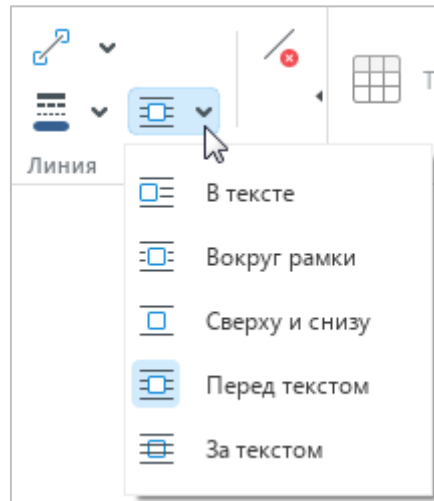 Линия
В тексте
Вокруг рамки
Сверху и снизу
Перед текстом
За текстом